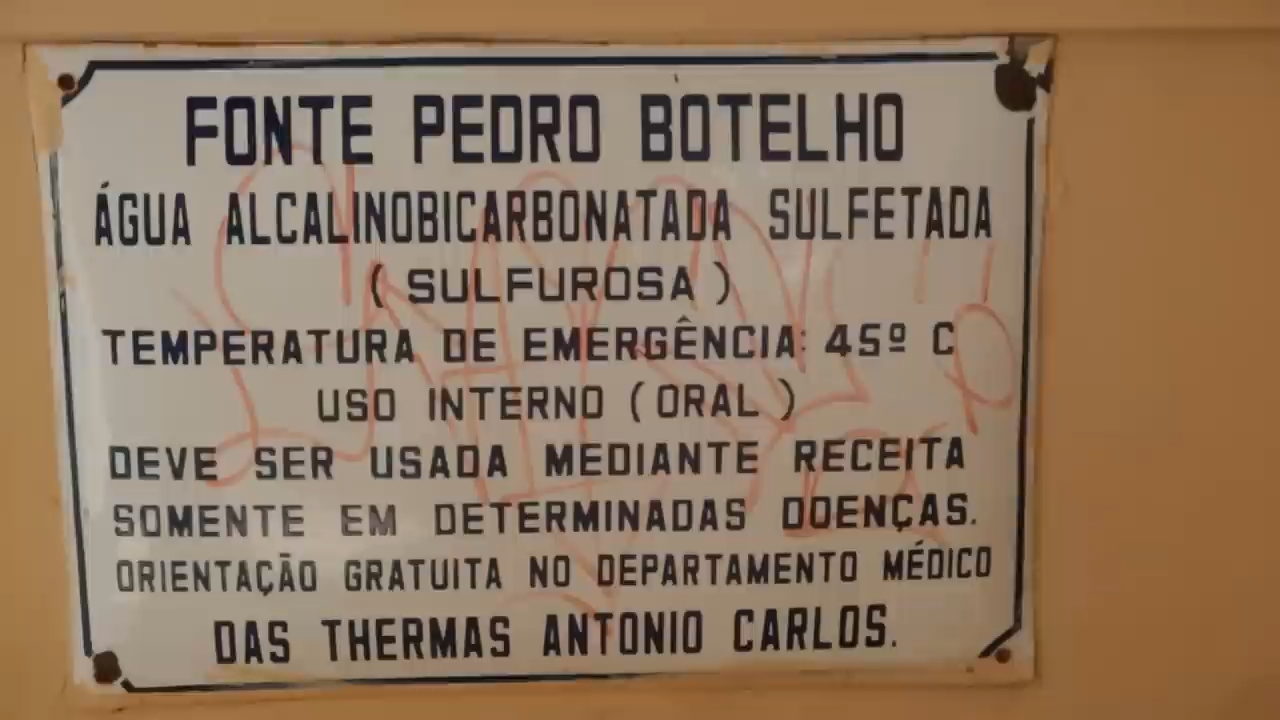 FONTE PEDRO BOTELHO
ÁGUA ALCALINOBICARBONATADA SULFETADA
( SULFUROSA )
TEMPERATURA DE EMERGÊNCIA: 45º C
USO INTERNO ( ORAL )
DEVE SER USADA MEDIANTE RECEITA
SOMENTE EM DETERMINADAS DOENÇAS.
ORIENTAÇÃO GRATUITA NO DEPARTAMENTO MÉDICO
DAS THERMAS ANTONIO CARLOS.